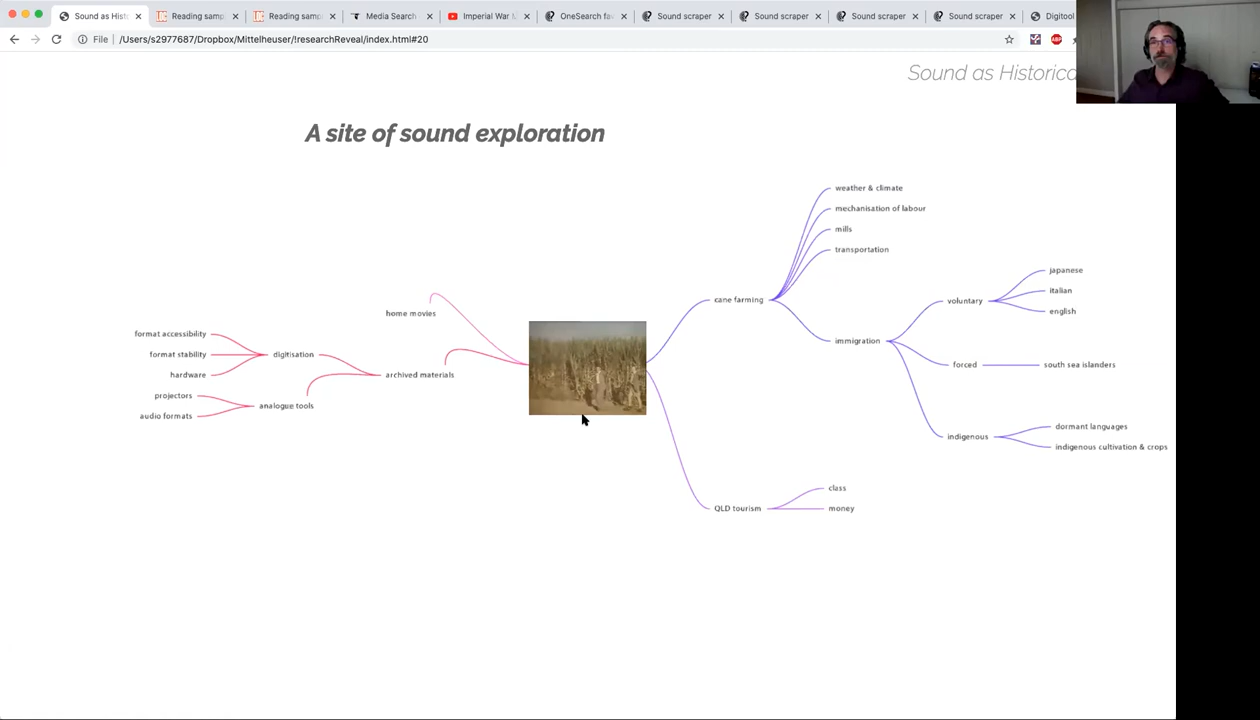 Sound as Histo
Reading samp
Reading samp
Media Search
Imperial War
OneSearch fa
Sound scraper
Sound scraper
Sound scraper
Sound scraper
Digitool
File
/Users/s2977687/Dropbox/Mittelheuser/!researchReveal/index.html#20
ABP
Sound as Historica
A site of sound exploration
weather & climate
mechanisation of labour
mills
transportation
cane farming
immigration
voluntary
japanese
italian
english
forced
south sea islanders
indigenous
dormant languages
indigenous cultivation & crops
QLD tourism
class
money
home movies
archived materials
digitisation
format accessibility
format stability
hardware
analogue tools
projectors
audio formats